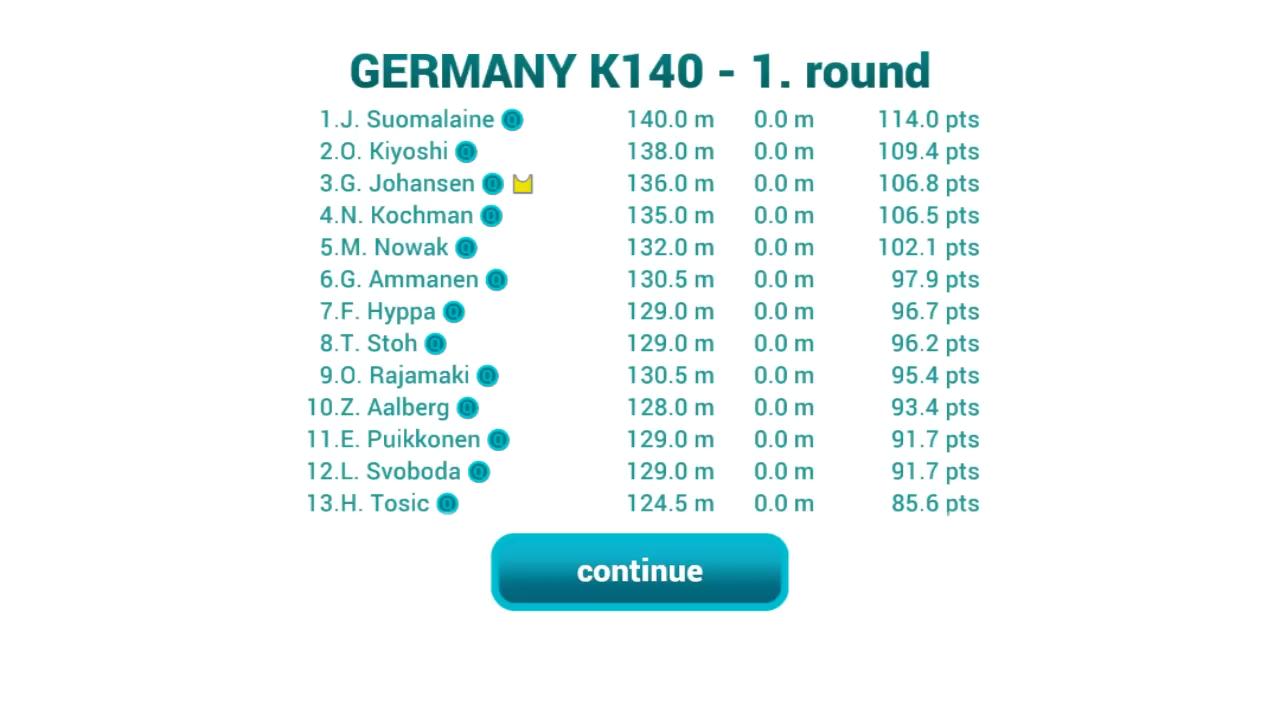 GERMANY K140 - 1. round
1.J. Suomalaine Q 140.0 m 0.0 m 114.0 pts
2.O. Kiyoshi Q 138.0 m 0.0 m 109.4 pts
3.G. Johansen Q 136.0 m 0.0 m 106.8 pts
4.N. Kochman Q 135.0 m 0.0 m 106.5 pts
5.M. Nowak Q 132.0 m 0.0 m 102.1 pts
6.G. Ammanen Q 130.5 m 0.0 m 97.9 pts
7.F. Hyppa Q 129.0 m 0.0 m 96.7 pts
8.T. Stoh Q 129.0 m 0.0 m 96.2 pts
9.O. Rajamaki Q 130.5 m 0.0 m 95.4 pts
10.Z. Aalberg Q 128.0 m 0.0 m 93.4 pts
11.E. Puikkonen Q 129.0 m 0.0 m 91.7 pts
12.L. Svoboda Q 129.0 m 0.0 m 91.7 pts
13.H. Tosic Q 124.5 m 0.0 m 85.6 pts
continue